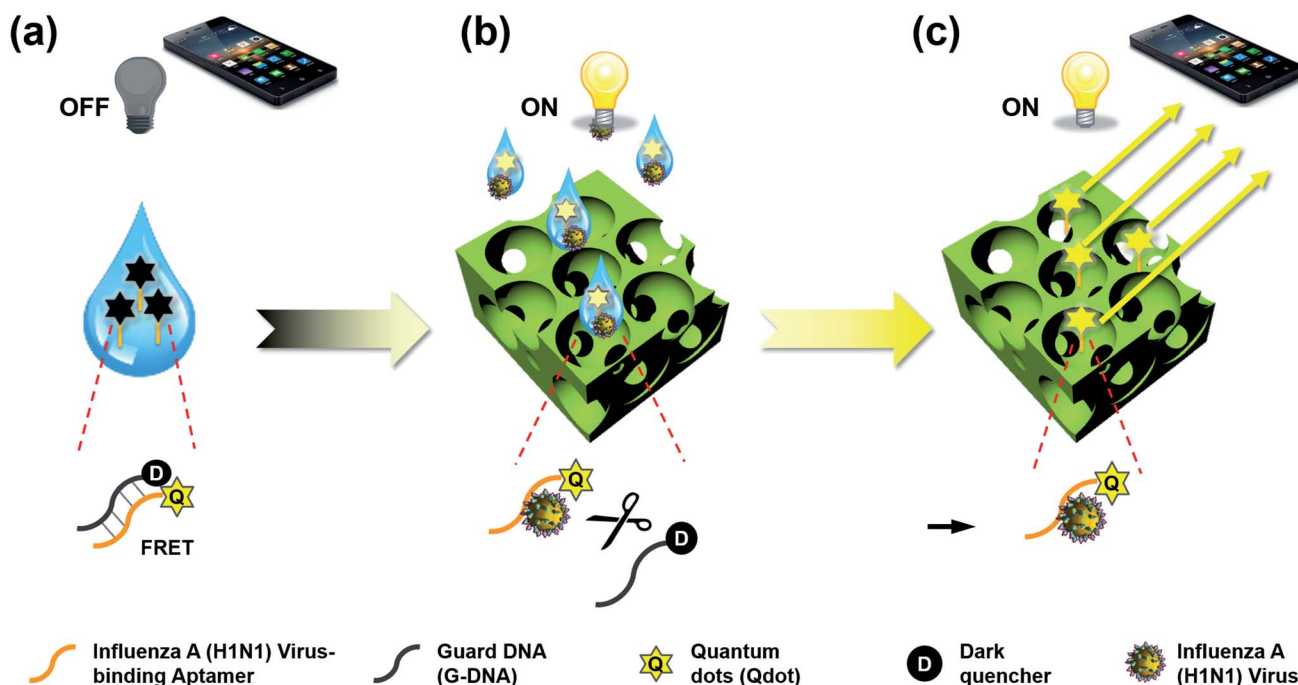 (a)
OFF
(b)
ON
(c)
ON
D
Q
FRET
Q
D
Q
Influenza A (H1N1) Virus-
binding Aptamer
Guard DNA
(G-DNA)
Q
Quantum
dots (Qdot)
D
Dark
quencher
Influenza A
(H1N1) Virus